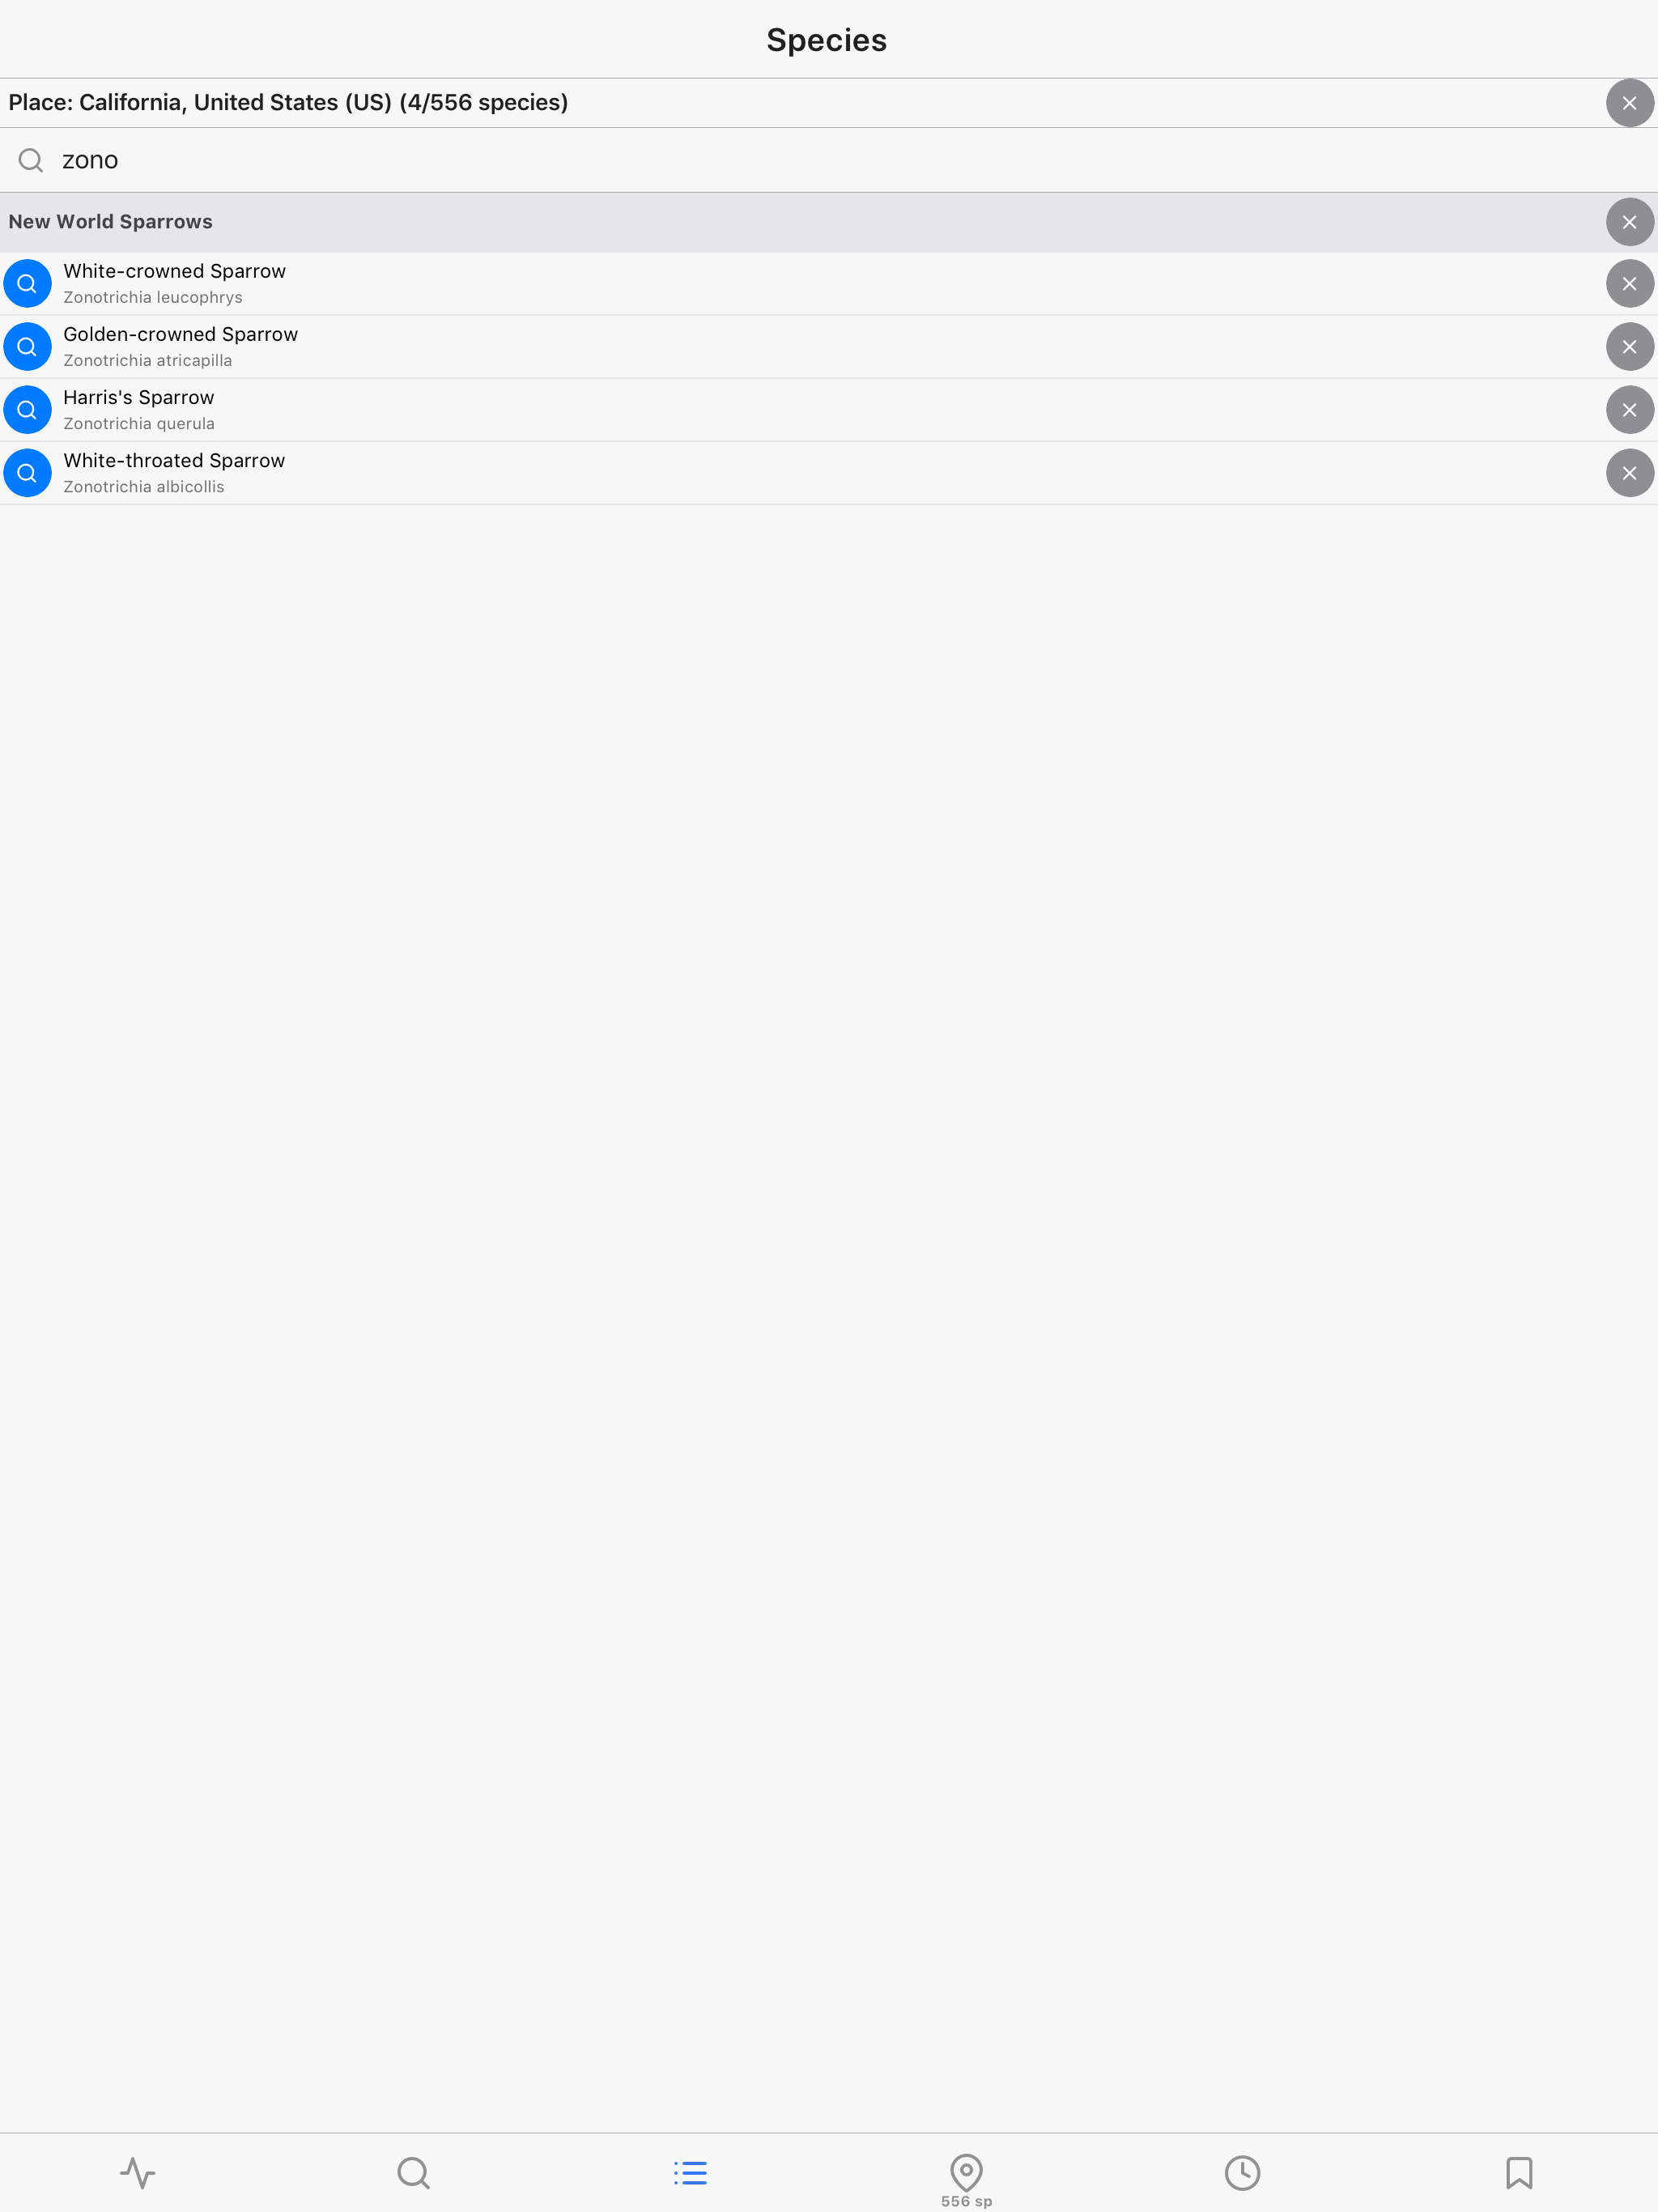 Species
Place: California, United States (US) (4/556 species)
zono
New World Sparrows
White-crowned Sparrow
Zonotrichia leucophrys
Golden-crowned Sparrow
Zonotrichia atricapilla
Harris's Sparrow
Zonotrichia querula
White-throated Sparrow
Zonotrichia albicollis
556 sp